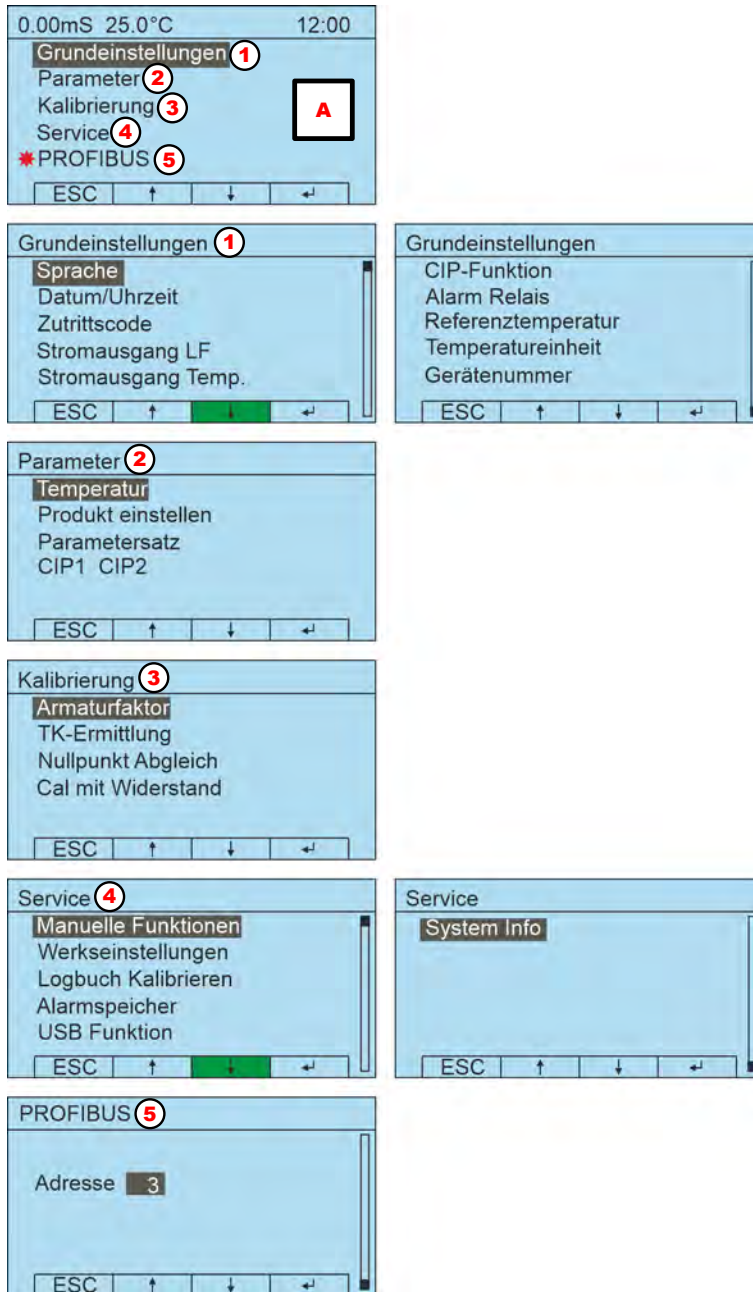 0.00mS 25.0°C 12:00
Grundeinstellungen 1
Parameter 2
Kalibrierung 3
A
Service 4
PROFIBUS 5
ESC ↑ ↓ ↵
Grundeinstellungen 1
Sprache
Datum/Uhrzeit
Zutrittscode
Stromausgang LF
Stromausgang Temp.
ESC ↑ ↓ ↵
Grundeinstellungen
CIP-Funktion
Alarm Relais
Referenztemperatur
Temperatureinheit
Gerätenummer
ESC ↑ ↓ ↵
Parameter 2
Temperatur
Produkt einstellen
Parametersatz
CIP1 CIP2
ESC ↑ ↓ ↵
Kalibrierung 3
Armaturfaktor
TK-Ermittlung
Nullpunkt Abgleich
Cal mit Widerstand
ESC ↑ ↓ ↵
Service 4
Manuelle Funktionen
Werkseinstellungen
Logbuch Kalibrieren
Alarmspeicher
USB Funktion
ESC ↑ ↓ ↵
Service
System Info
ESC ↑ ↓ ↵
PROFIBUS 5
Adresse 3
ESC ↑ ↓ ↵